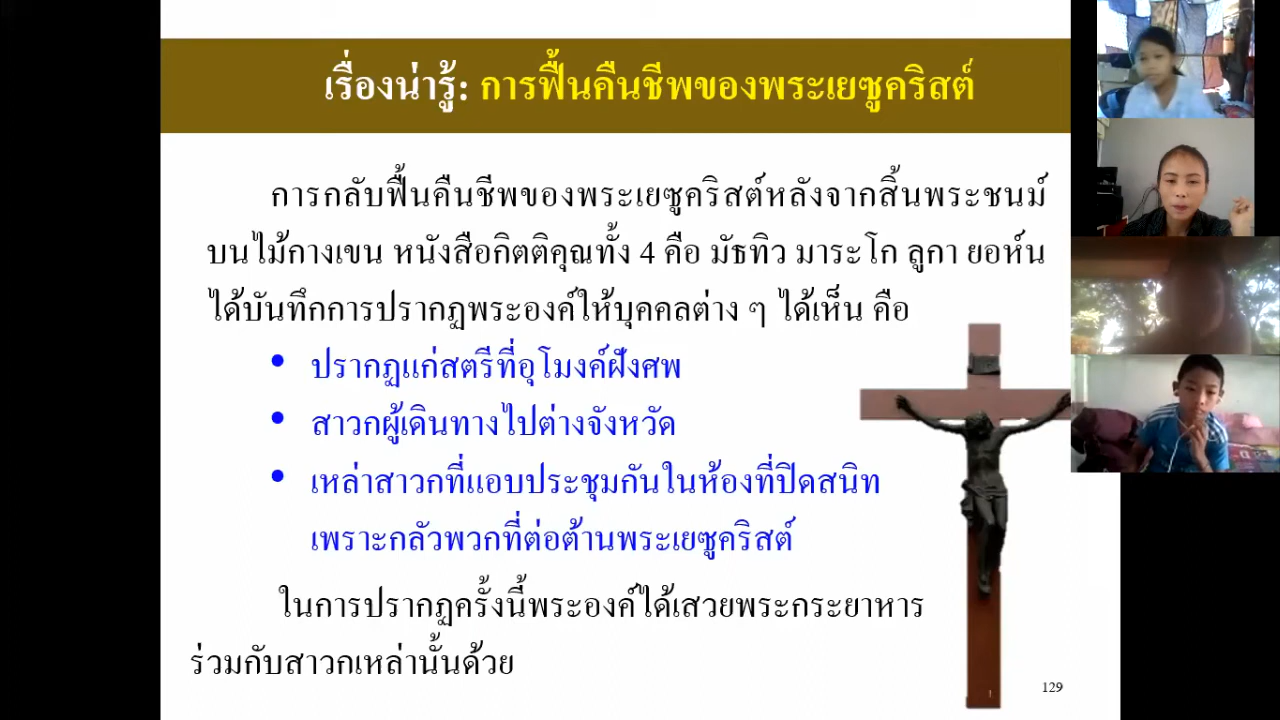 เรื่องน่ารู้: การฟื้นคืนชีพของพระเยซูคริสต์
การกลับฟื้นคืนชีพของพระเยซูคริสต์หลังจากสิ้นพระชนม์
บนไม้กางเขน หนังสือกิตติคุณทั้ง 4 คือ มัธทิว มาระโก ลูกา ยอห์น
ได้บันทึกการปรากฏพระองค์ให้บุคคลต่าง ๆ ได้เห็น คือ
• ปรากฏแก่สตรีที่อุโมงค์ฝังศพ
• สาวกผู้เดินทางไปต่างจังหวัด
• เหล่าสาวกที่แอบประชุมกันในห้องที่ปิดสนิท
เพราะกลัวพวกที่ต่อต้านพระเยซูคริสต์
ในการปรากฏครั้งนี้พระองค์ได้เสวยพระกระยาหาร
ร่วมกับสาวกเหล่านั้นด้วย
129